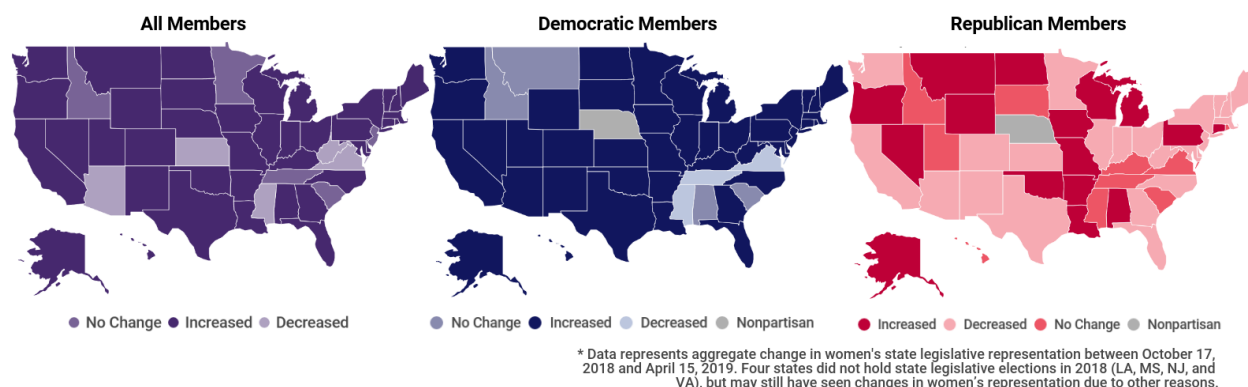 All Members
Democratic Members
Republican Members
No Change Increased Decreased
No Change Increased Decreased Nonpartisan
Increased Decreased No Change Nonpartisan
* Data represents aggregate change in women's state legislative representation between October 17,
2018 and April 15, 2019. Four states did not hold state legislative elections in 2018 (LA, MS, NJ, and
VA), but may still have seen changes in women's representation due to other reasons.